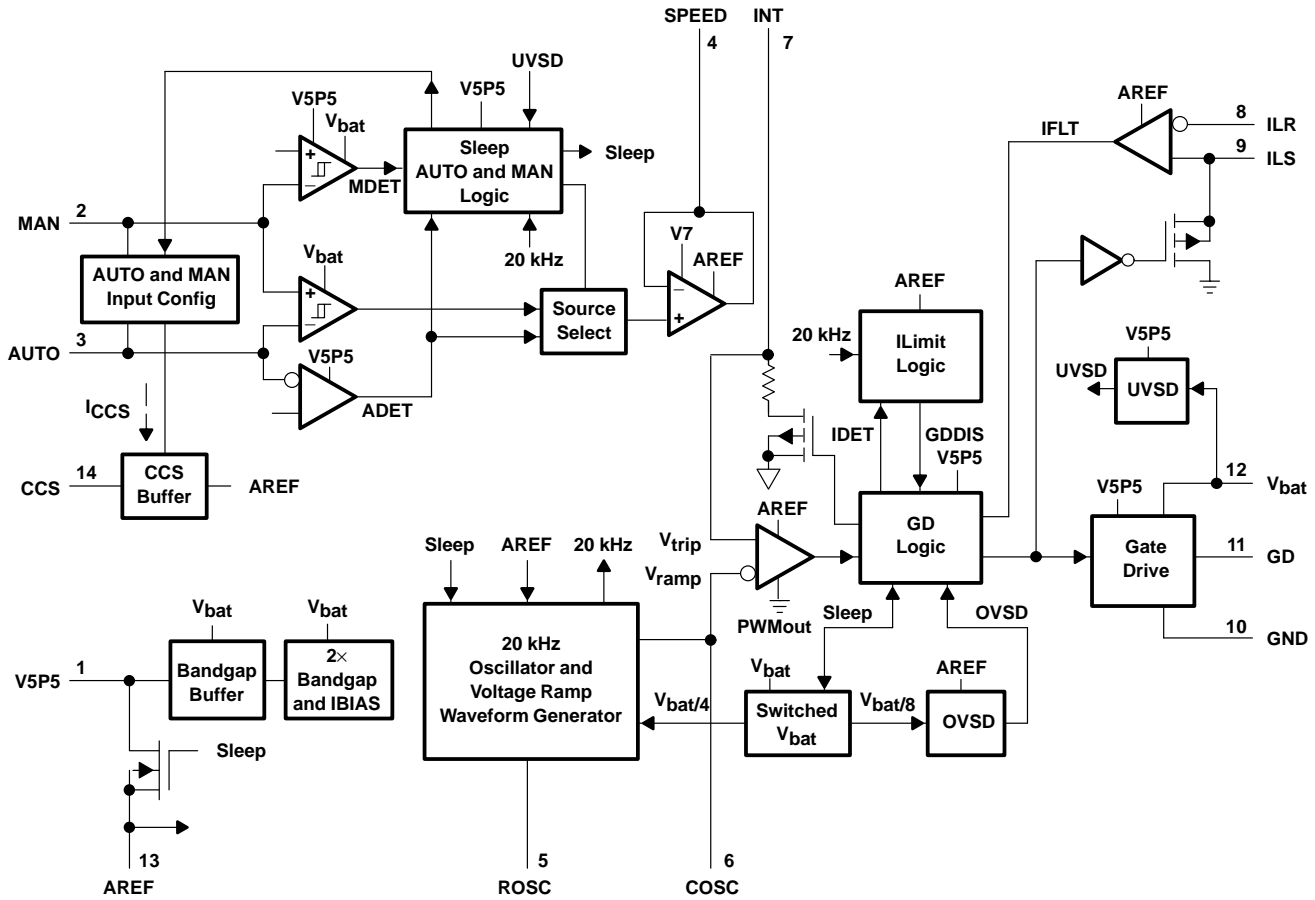 SPEED
INT
4
7
UVSD
V5P5
V5P5
Vbat
AREF
+
−
MDET
Sleep
AUTO and MAN
Logic
Sleep
IFLT
8
ILR
9
ILS
MAN
2
20 kHz
V7
AREF
−
+
AUTO and MAN
Input Config
Vbat
+
−
Source
Select
AREF
3
AUTO
V5P5
ADET
20 kHz
ILimit
Logic
V5P5
UVSD
UVSD
ICCS
IDET
GDDIS
V5P5
14
CCS
CCS
Buffer
AREF
12
Vbat
V5P5
AREF
GD
Logic
Gate
Drive
11
GD
10
GND
Vtrip
Vramp
Sleep
AREF
20 kHz
PWMout
Sleep
OVSD
Vbat
Vbat
1
V5P5
Bandgap
Buffer
2×
Bandgap
and IBIAS
20 kHz
Oscillator and
Voltage Ramp
Waveform Generator
Vbat/4
Vbat
Switched
Vbat
Vbat/8
AREF
OVSD
Sleep
13
AREF
5
ROSC
6
COSC